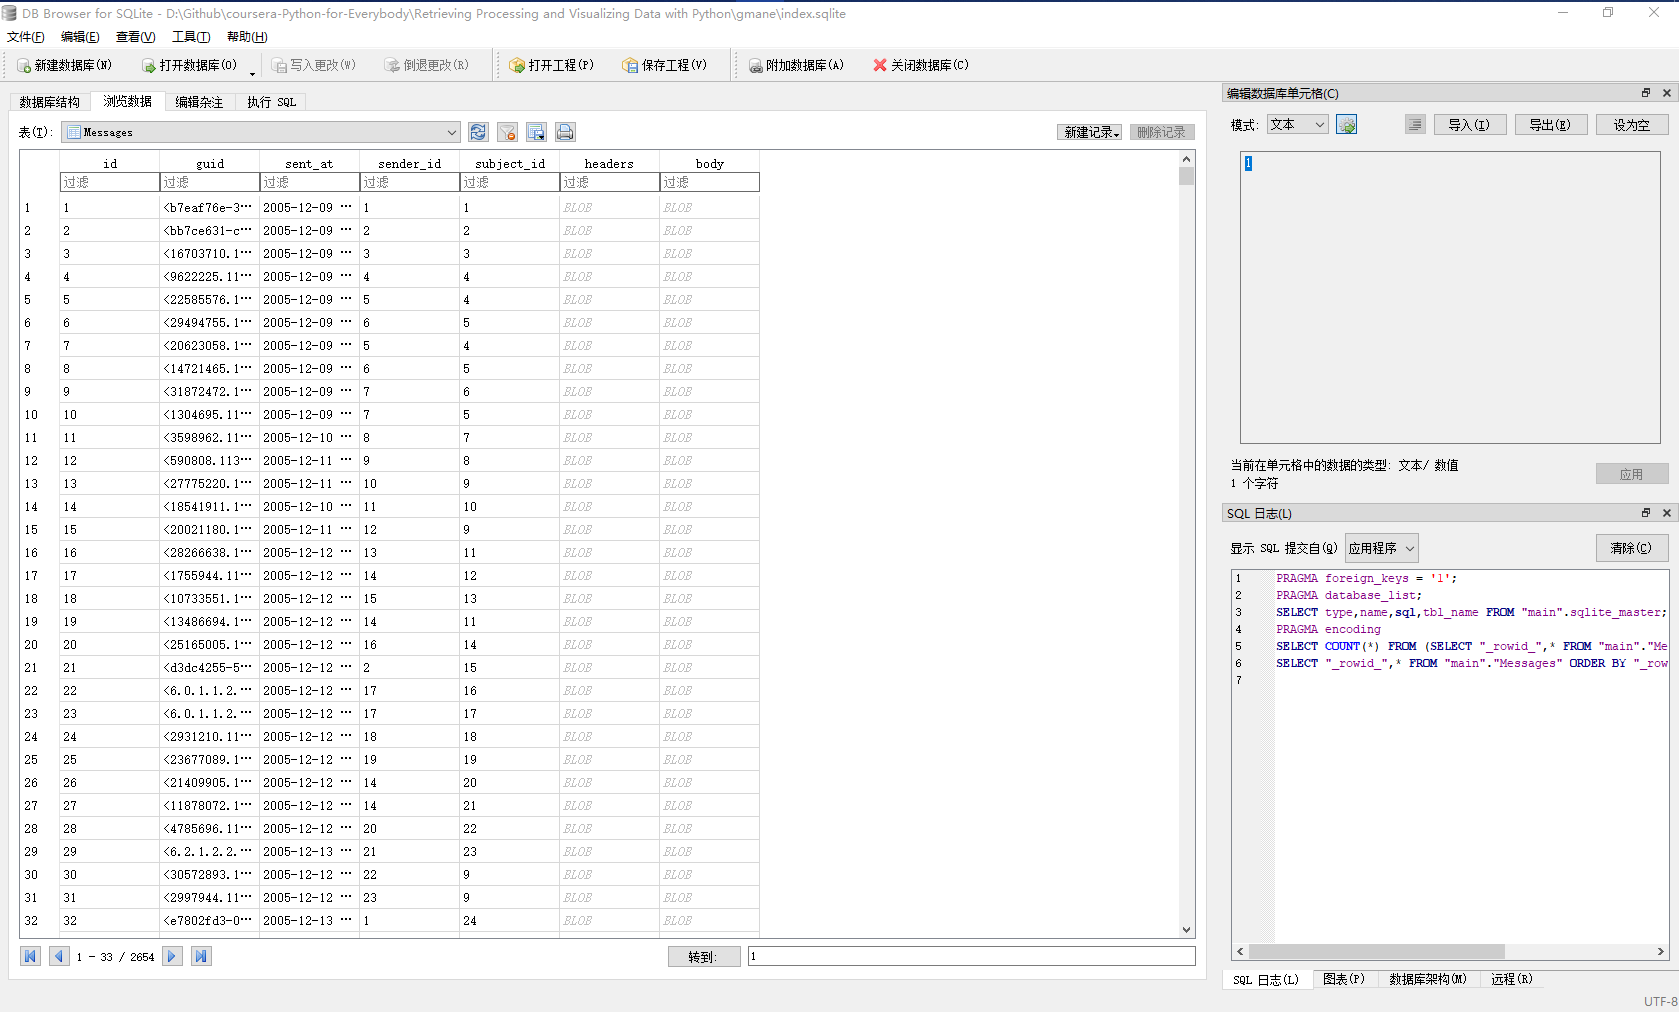 DB Browser for SQLite - D:\Github\coursera-Python-for-Everybody\Retrieving Processing and Visualizing Data with Python\gmane\index.sqlite
文件(F) 编辑(E) 查看(V) 工具(T) 帮助(H)
新建数据库(N) 打开数据库(O) 写入更改(W) 倒退更改(R) 打开工程(P) 保存工程(V) 附加数据库(A) 关闭数据库(C)
数据库结构 浏览数据 编辑杂注 执行 SQL
表(T): Messages 新建记录 删除记录
id guid sent_at sender_id subject_id headers body
过滤 过滤 过滤 过滤 过滤 过滤 过滤
1 1 <b7eaf76e-3… 2005-12-09 … 1 1 BLOB BLOB
2 2 <bb7ce631-c… 2005-12-09 … 2 2 BLOB BLOB
3 3 <16703710.1… 2005-12-09 … 3 3 BLOB BLOB
4 4 <9622225.11… 2005-12-09 … 4 4 BLOB BLOB
5 5 <22585576.1… 2005-12-09 … 5 4 BLOB BLOB
6 6 <29494755.1… 2005-12-09 … 6 5 BLOB BLOB
7 7 <20623058.1… 2005-12-09 … 5 4 BLOB BLOB
8 8 <14721465.1… 2005-12-09 … 6 5 BLOB BLOB
9 9 <31872472.1… 2005-12-09 … 7 6 BLOB BLOB
10 10 <1304695.11… 2005-12-09 … 7 5 BLOB BLOB
11 11 <3598962.11… 2005-12-10 … 8 7 BLOB BLOB
12 12 <590808.113… 2005-12-11 … 9 8 BLOB BLOB
13 13 <27775220.1… 2005-12-11 … 10 9 BLOB BLOB
14 14 <18541911.1… 2005-12-10 … 11 10 BLOB BLOB
15 15 <20021180.1… 2005-12-11 … 12 9 BLOB BLOB
16 16 <28266638.1… 2005-12-12 … 13 11 BLOB BLOB
17 17 <1755944.11… 2005-12-12 … 14 12 BLOB BLOB
18 18 <10733551.1… 2005-12-12 … 15 13 BLOB BLOB
19 19 <13486694.1… 2005-12-12 … 14 11 BLOB BLOB
20 20 <25165005.1… 2005-12-12 … 16 14 BLOB BLOB
21 21 <d3dc4255-5… 2005-12-12 … 2 15 BLOB BLOB
22 22 <6.0.1.1.2.… 2005-12-12 … 17 16 BLOB BLOB
23 23 <6.0.1.1.2.… 2005-12-12 … 17 17 BLOB BLOB
24 24 <2931210.11… 2005-12-12 … 18 18 BLOB BLOB
25 25 <23677089.1… 2005-12-12 … 19 19 BLOB BLOB
26 26 <21409905.1… 2005-12-12 … 14 20 BLOB BLOB
27 27 <11878072.1… 2005-12-12 … 14 21 BLOB BLOB
28 28 <4785696.11… 2005-12-12 … 20 22 BLOB BLOB
29 29 <6.2.1.2.2.… 2005-12-13 … 21 23 BLOB BLOB
30 30 <30572893.1… 2005-12-12 … 22 9 BLOB BLOB
31 31 <2997944.11… 2005-12-12 … 23 9 BLOB BLOB
32 32 <e7802fd3-0… 2005-12-13 … 1 24 BLOB BLOB
1 - 33 / 2654 转到: 1
编辑数据库单元格(C)
模式: 文本 导入(I) 导出(E) 设为空
1
当前在单元格中的数据的类型: 文本/ 数值
1 个字符
应用
SQL 日志(L)
显示 SQL 提交自(Q) 应用程序 清除(C)
1 PRAGMA foreign_keys = '1';
2 PRAGMA database_list;
3 SELECT type,name,sql,tbl_name FROM "main".sqlite_master;
4 PRAGMA encoding
5 SELECT COUNT(*) FROM (SELECT "_rowid_",* FROM "main"."Me
6 SELECT "_rowid_",* FROM "main"."Messages" ORDER BY "_row
7
SQL 日志(L) 图表(P) 数据库架构(M) 远程(R)
UTF-8